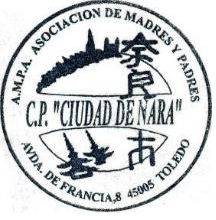 A.M.P.A. ASOCIACION DE MADRES Y PADRES
奈良市
C.P. "CIUDAD DE NARA"
AVDA. DE FRANCIA,8 45005 TOLEDO